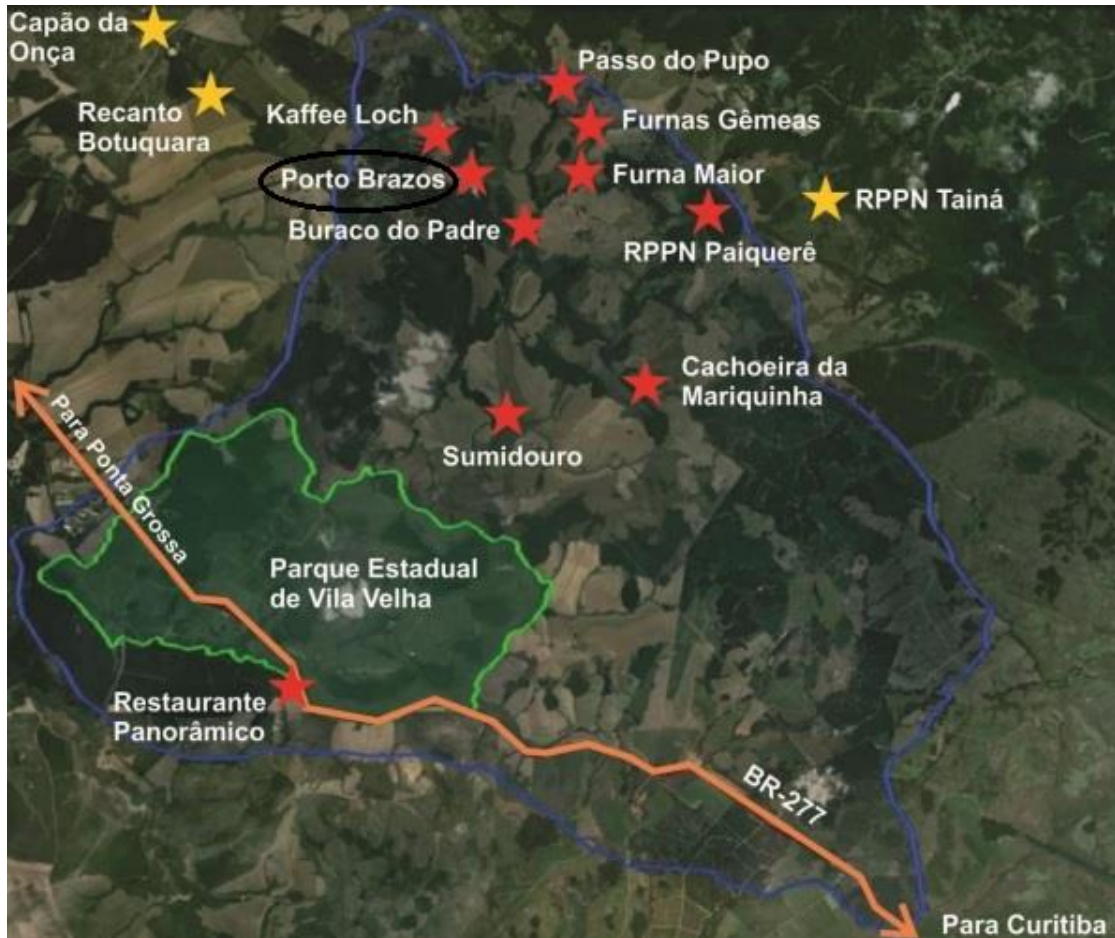 Capão da
Onça
Recanto
Botuquara
Kaffee Loch
Passo do Pupo
Furnas Gêmeas
Porto Brazos
Furna Maior
RPPN Tainá
Buraco do Padre
RPPN Paiquerê
Cachoeira da
Mariquinha
Sumidouro
Para Ponta Grossa
Parque Estadual
de Vila Velha
Restaurante
Panorâmico
BR-277
Para Curitiba